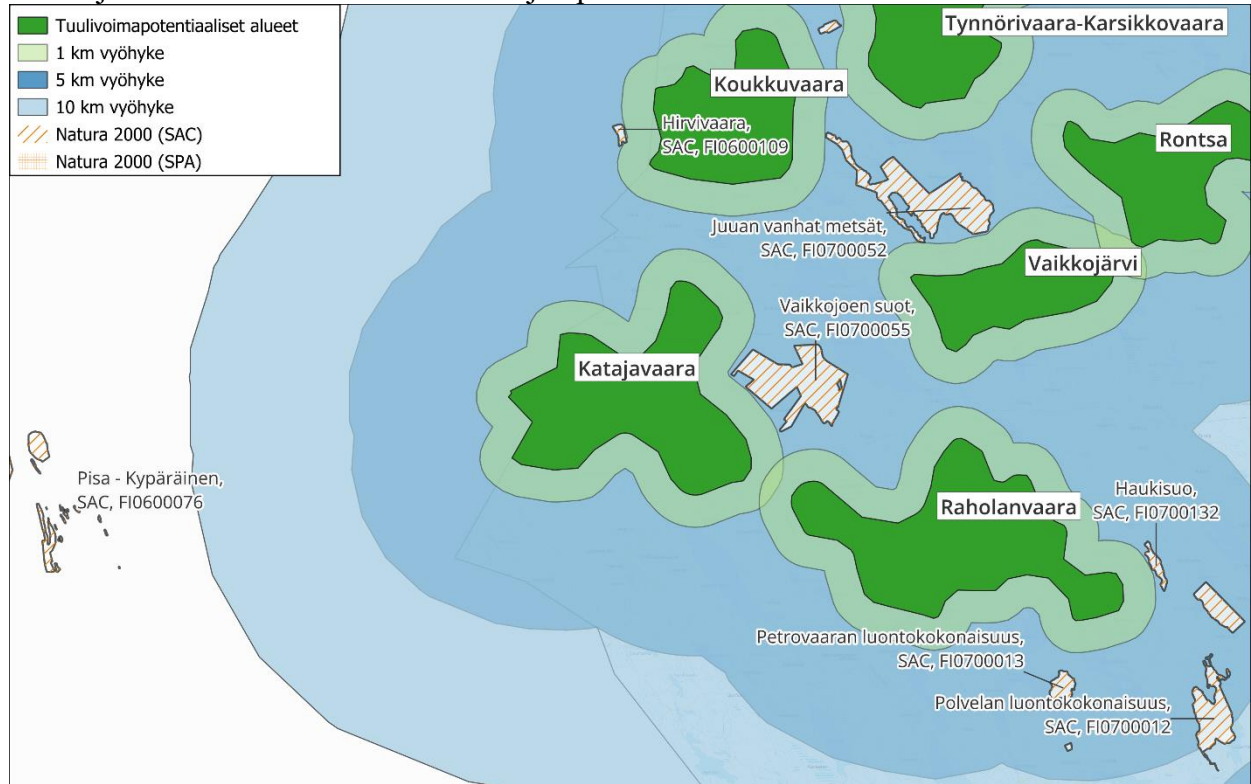 Tuulivoimapotentiaaliset alueet
1 km vyöhyke
5 km vyöhyke
10 km vyöhyke
Natura 2000 (SAC)
Natura 2000 (SPA)
Tynnörivaara-Karsikkovaara
Koukkuvaara
Hirvivaara,
SAC, FI0600109
Rontsa
Juuan vanhat metsät,
SAC, FI0700052
Vaikkojärvi
Vaikkojoen suot,
SAC, FI0700055
Katajavaara
Pisa - Kypäräinen,
SAC, FI0600076
Haukisuo,
SAC, FI0700132
Raholanvaara
Petrovaaran luontokokonaisuus,
SAC, FI0700013
Polvelan luontokokonaisuus,
SAC, FI0700012